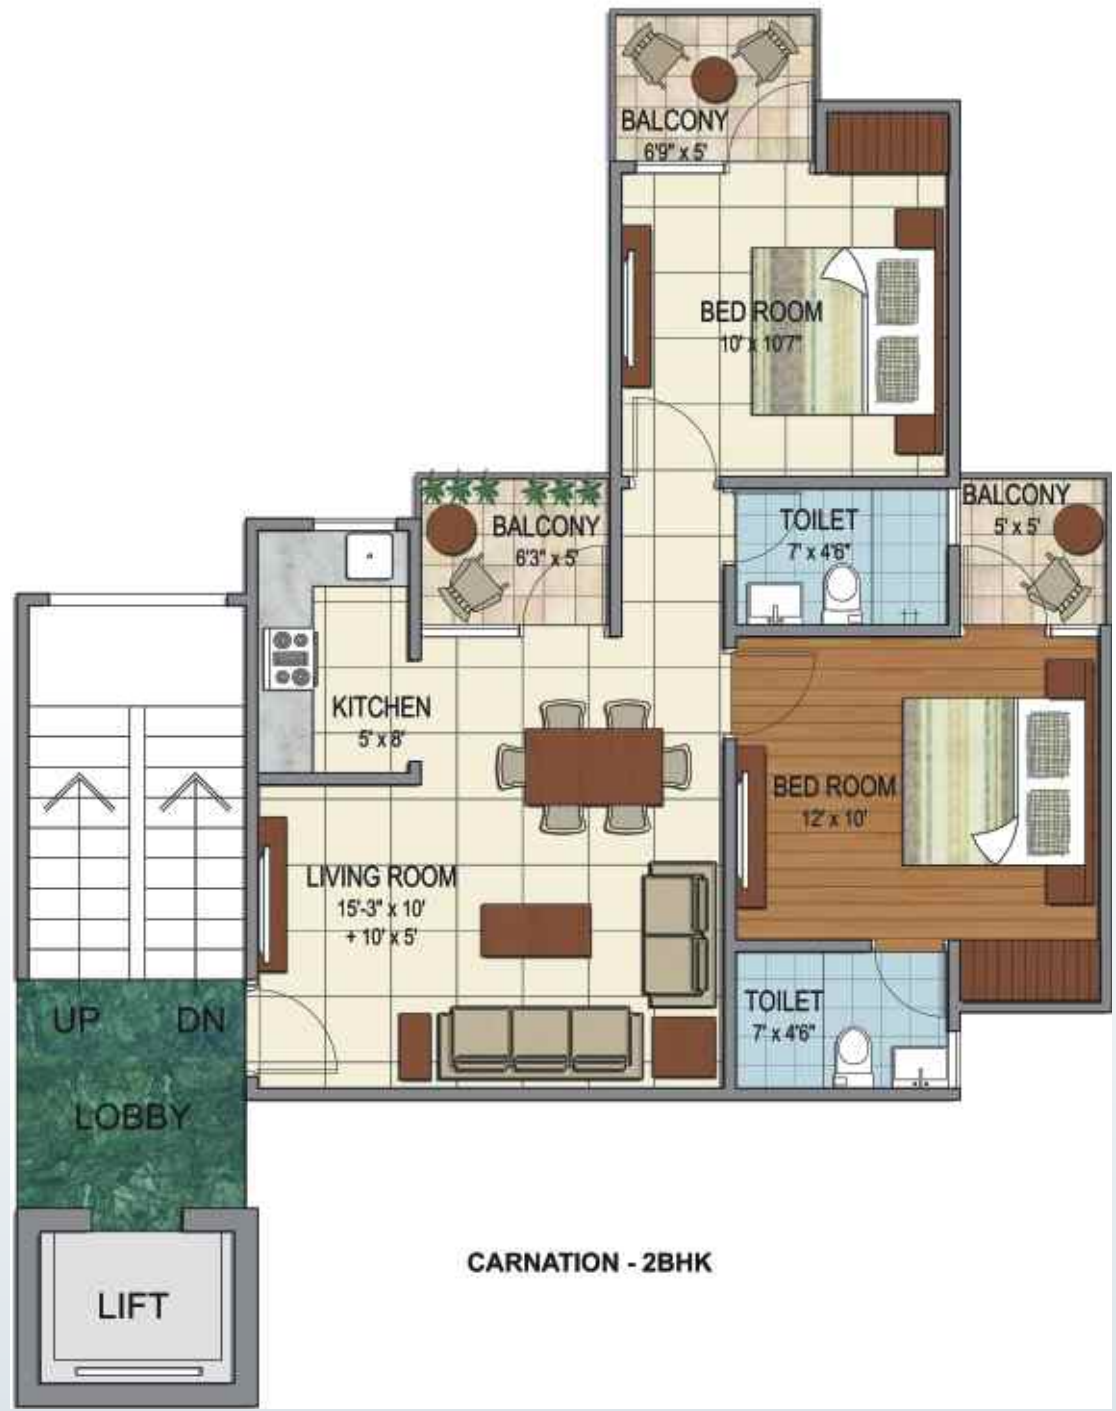 BALCONY
6'9" x 5'
BED ROOM
10' x 10'7"
BALCONY
6'3" x 5'
TOILET
7' x 4'6"
BALCONY
5' x 5'
KITCHEN
5' x 8'
BED ROOM
12' x 10'
LIVING ROOM
15'-3" x 10'
+ 10' x 5'
TOILET
7' x 4'6"
UP DN
LOBBY
CARNATION - 2BHK
LIFT